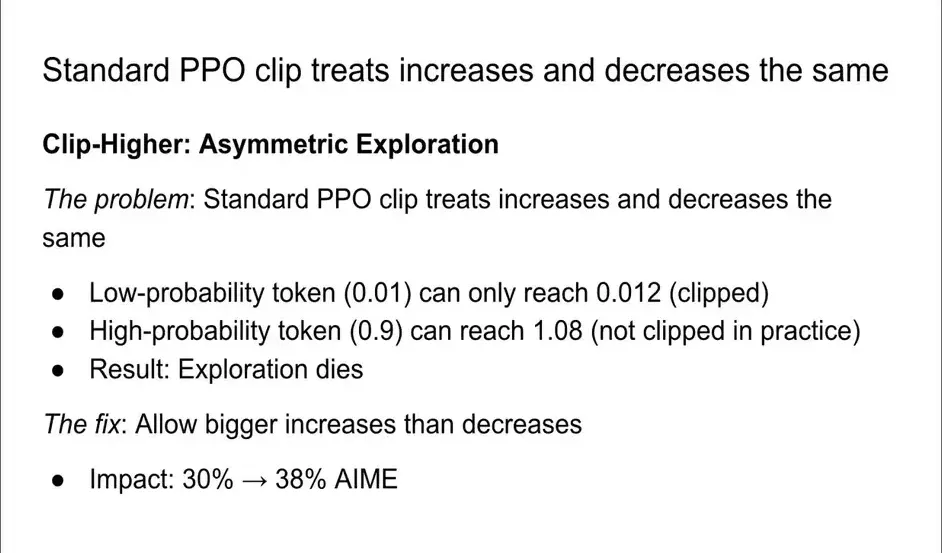 Standard PPO clip treats increases and decreases the same
Clip-Higher: Asymmetric Exploration
The problem: Standard PPO clip treats increases and decreases the
same
● Low-probability token (0.01) can only reach 0.012 (clipped)
● High-probability token (0.9) can reach 1.08 (not clipped in practice)
● Result: Exploration dies
The fix: Allow bigger increases than decreases
● Impact: 30% → 38% AIME